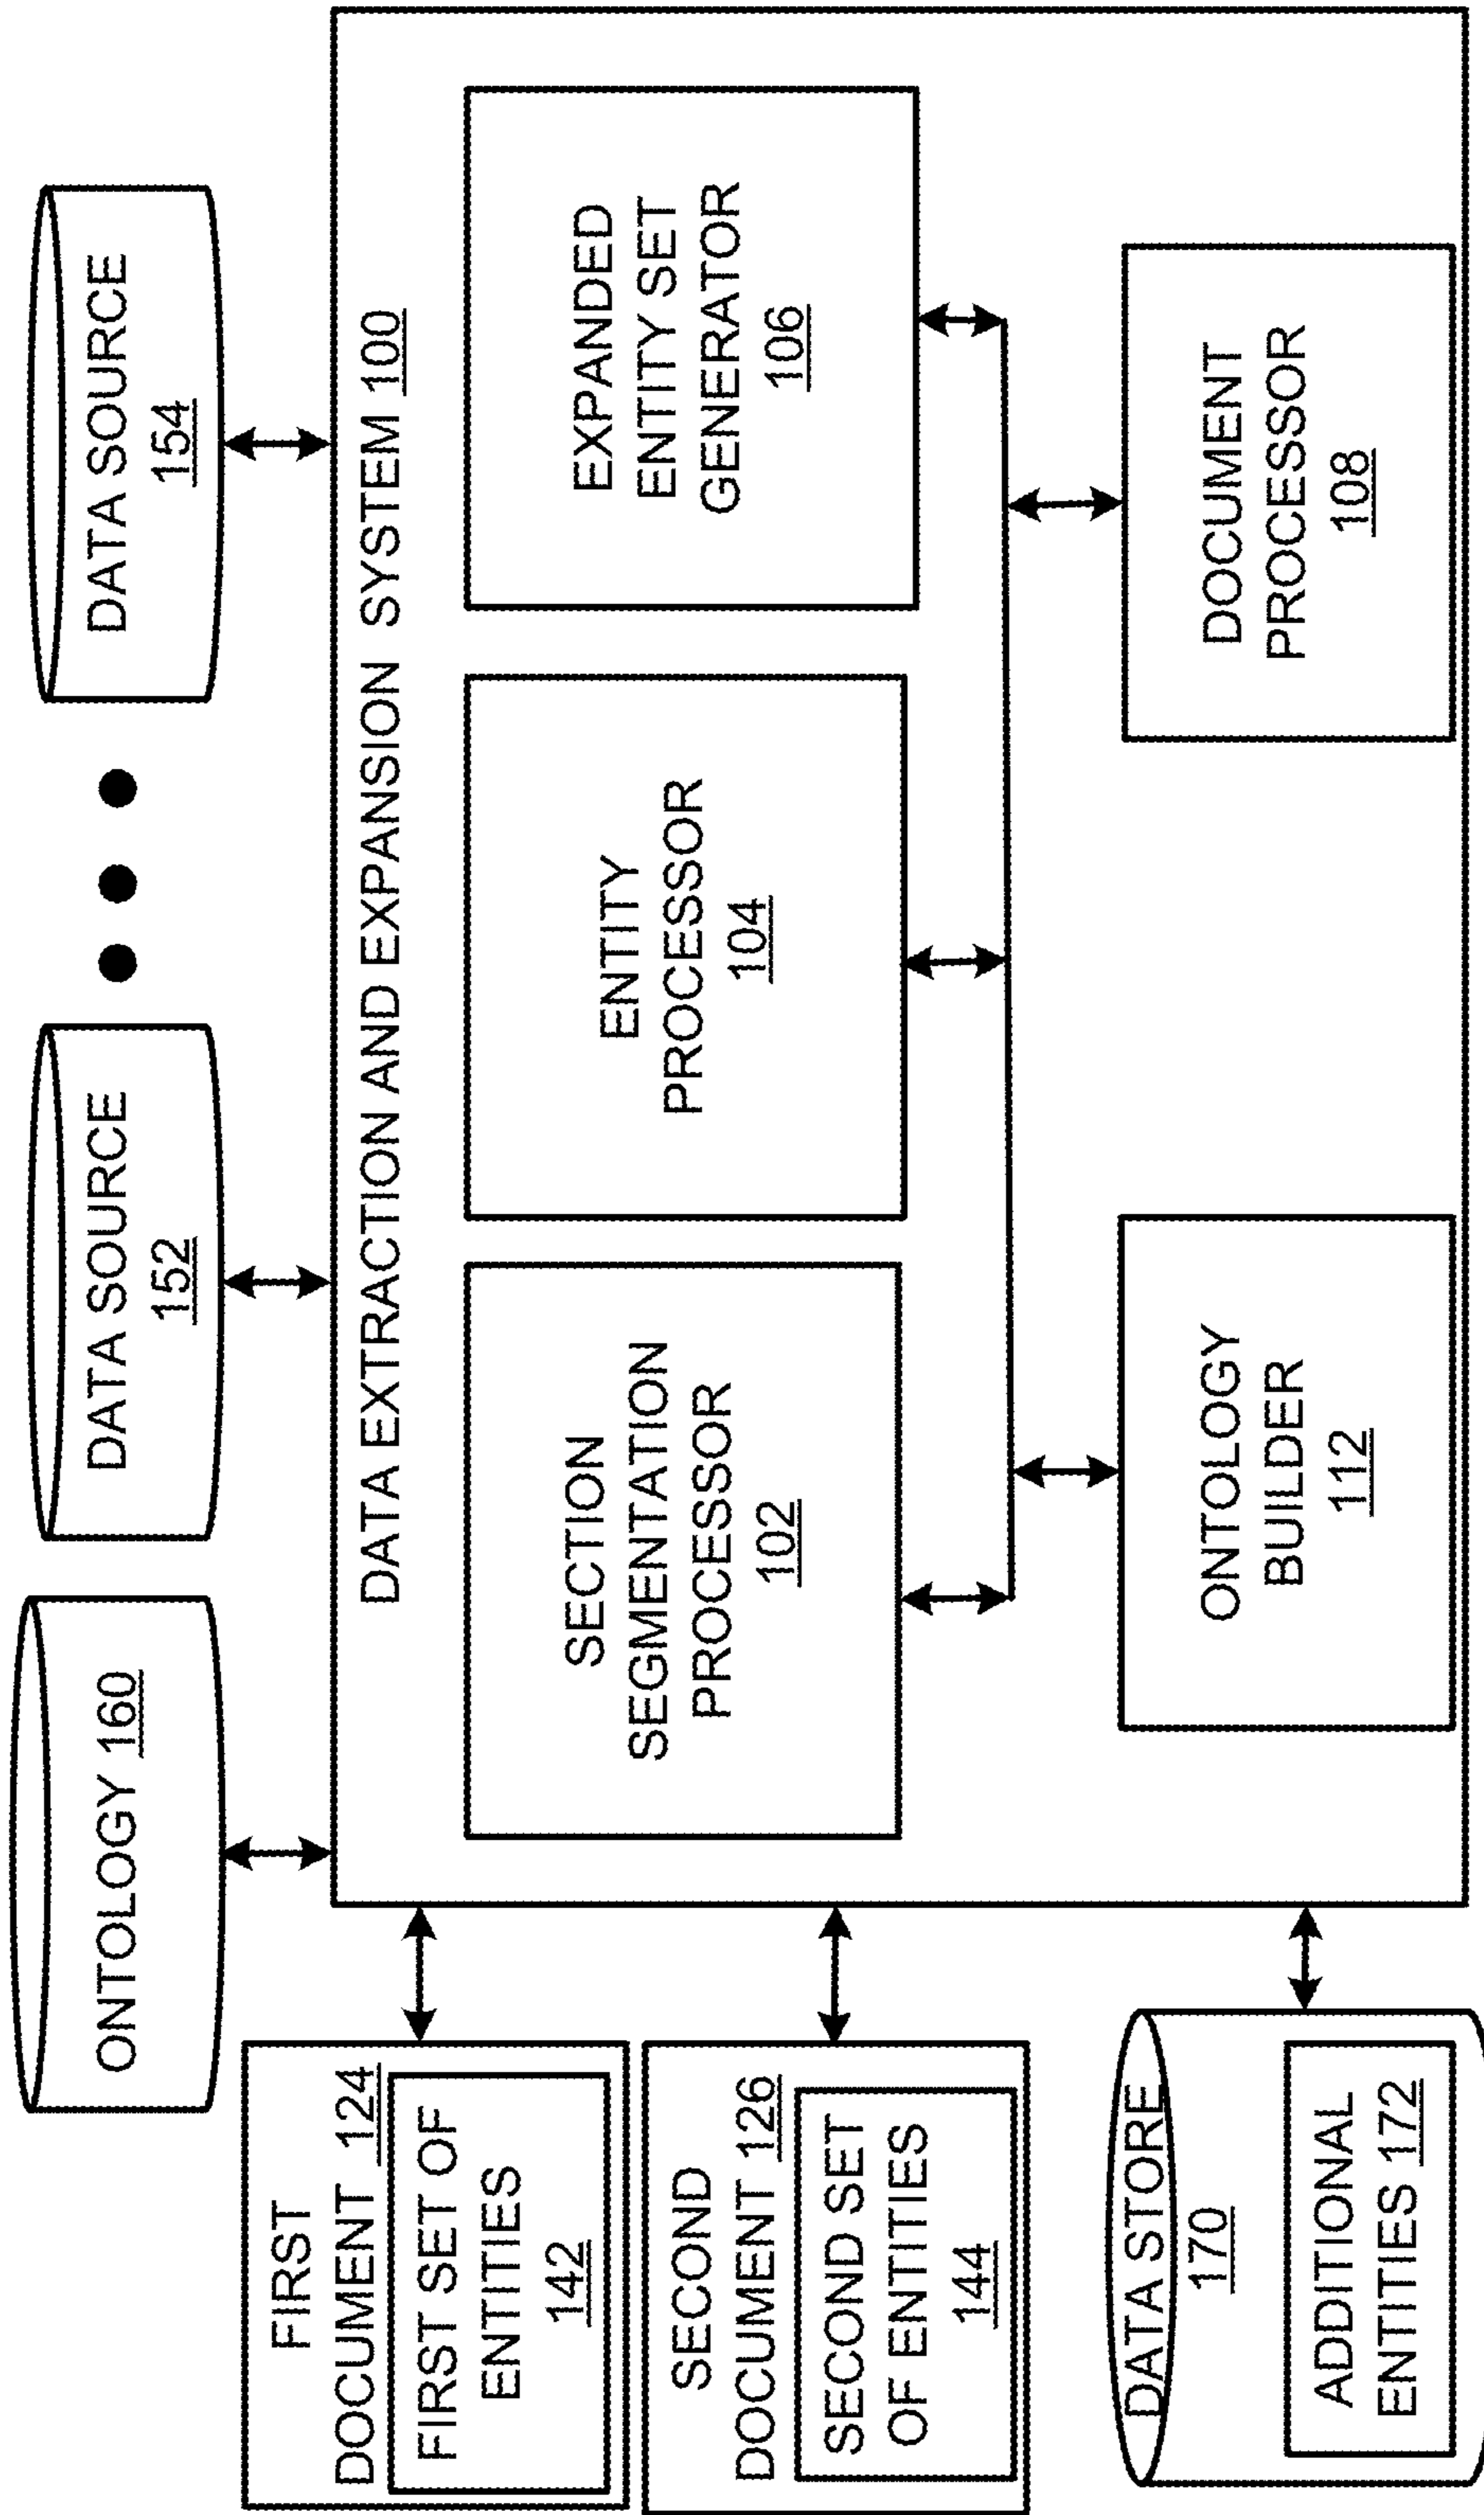 ONTOLOGY 160
DATA SOURCE
152
DATA SOURCE
154
FIRST
DOCUMENT 124
FIRST SET OF
ENTITIES
142
SECOND
DOCUMENT 126
SECOND SET
OF ENTITIES
144
DATA STORE
170
ADDITIONAL
ENTITIES 172
DATA EXTRACTION AND EXPANSION SYSTEM 100
SECTION
SEGMENTATION
PROCESSOR
102
ENTITY
PROCESSOR
104
EXPANDED
ENTITY SET
GENERATOR
106
ONTOLOGY
BUILDER
112
DOCUMENT
PROCESSOR
108